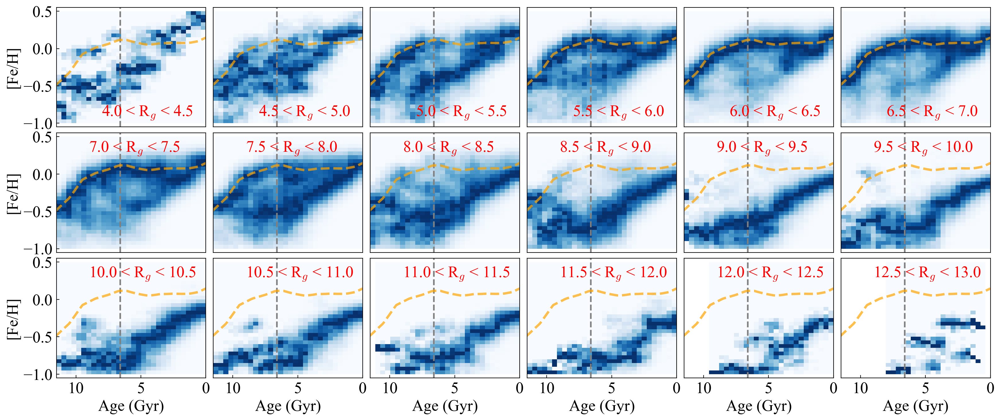 0.5
0.0
−0.5
−1.0
[Fe/H]
4.0 < R_g < 4.5
4.5 < R_g < 5.0
5.0 < R_g < 5.5
5.5 < R_g < 6.0
6.0 < R_g < 6.5
6.5 < R_g < 7.0
0.5
0.0
−0.5
−1.0
[Fe/H]
7.0 < R_g < 7.5
7.5 < R_g < 8.0
8.0 < R_g < 8.5
8.5 < R_g < 9.0
9.0 < R_g < 9.5
9.5 < R_g < 10.0
0.5
0.0
−0.5
−1.0
[Fe/H]
10.0 < R_g < 10.5
10.5 < R_g < 11.0
11.0 < R_g < 11.5
11.5 < R_g < 12.0
12.0 < R_g < 12.5
12.5 < R_g < 13.0
10 5 0
10 5 0
10 5 0
10 5 0
10 5 0
10 5 0
Age (Gyr)
Age (Gyr)
Age (Gyr)
Age (Gyr)
Age (Gyr)
Age (Gyr)